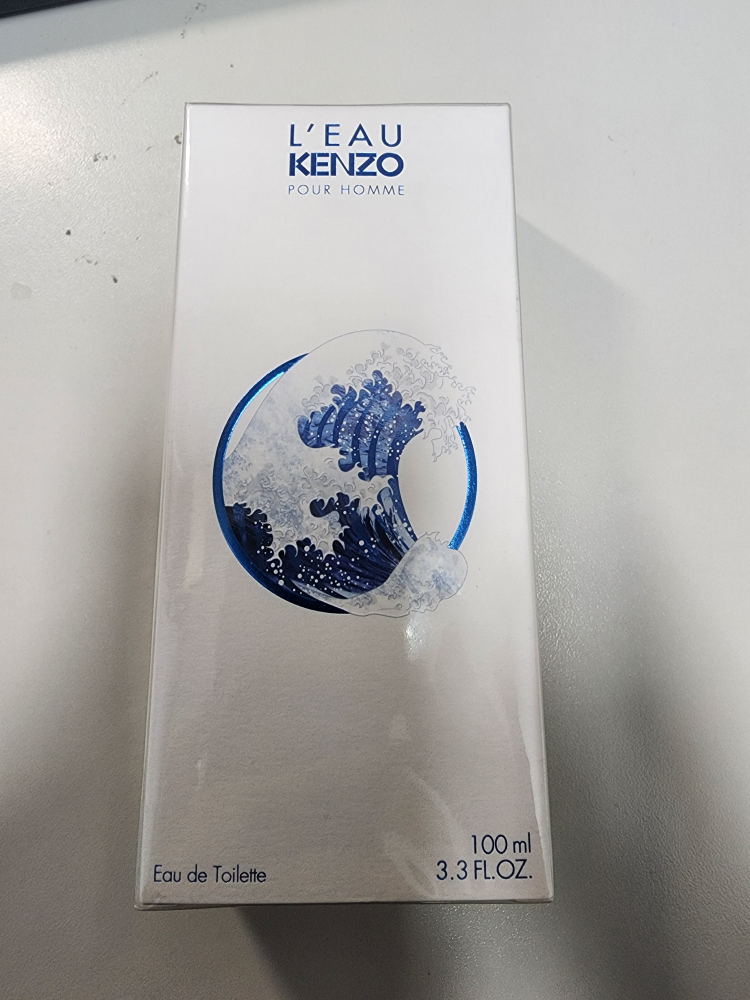 L'EAU
KENZO
POUR HOMME
Eau de Toilette
100 ml
3.3 FL.OZ.